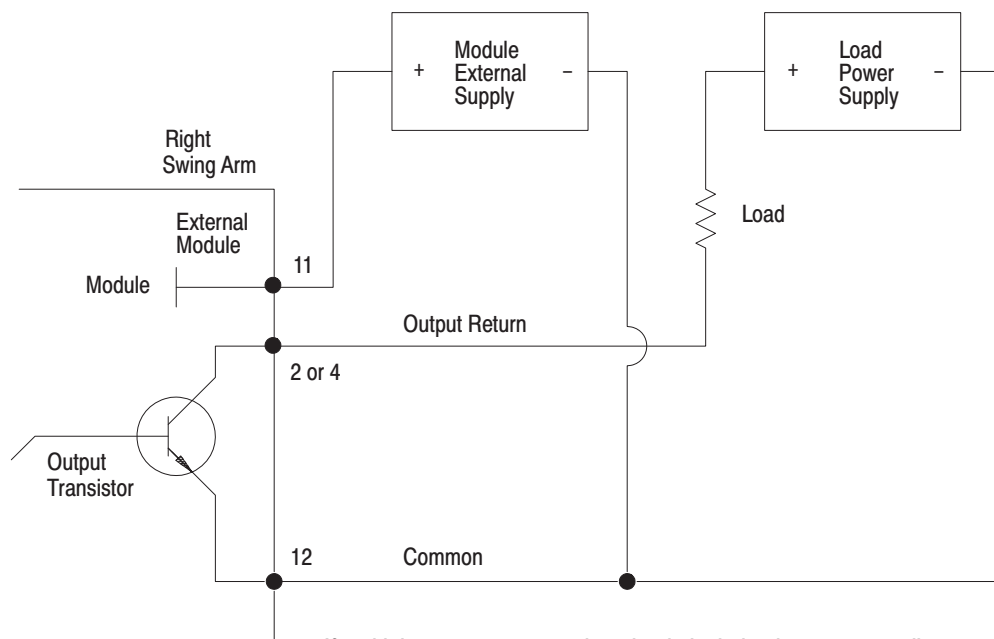 + Module External Supply −
+ Load Power Supply −
Right
Swing Arm
External
Module
Module
11
Load
Output Return
2 or 4
Output
Transistor
12
Common